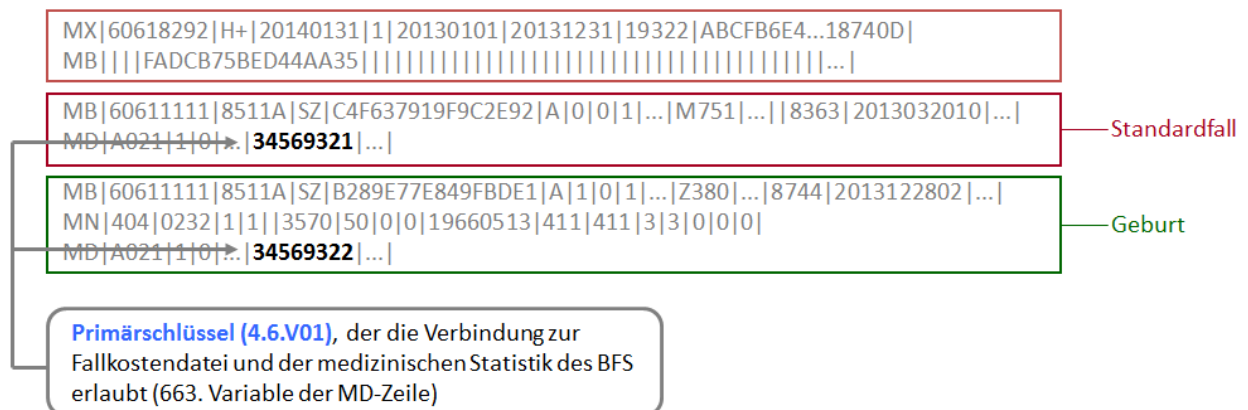 MX|60618292|H+|20140131|1|20130101|20131231|19322|ABCFB6E4...18740D|
MB||||FADCB75BED44AA35|||||||||||||||||||||||||||||||||||||||||...|
MB|60611111|8511A|SZ|C4F637919F9C2E92|A|0|0|1|...|M751|...||8363|2013032010|...|
MD|A021|1|0|...|34569321|...|
Standardfall
MB|60611111|8511A|SZ|B289E77E849FBDE1|A|1|0|1|...|Z380|...|8744|2013122802|...|
MN|404|0232|1|1||3570|50|0|0|19660513|411|411|3|3|0|0|0|
MD|A021|1|0|...|34569322|...|
Geburt
Primärschlüssel (4.6.V01), der die Verbindung zur
Fallkostendatei und der medizinischen Statistik des BFS
erlaubt (663. Variable der MD-Zeile)